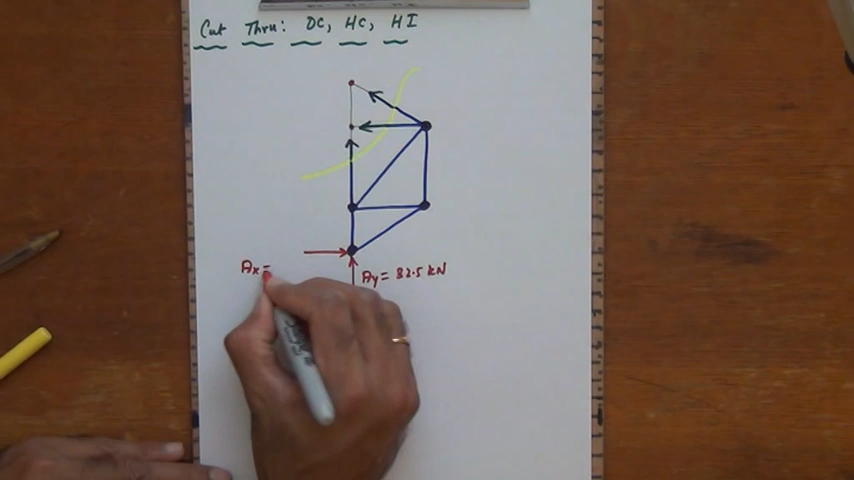 Cut Thru: DC, HC, HI
Ay = 82.5 kN
Ax =